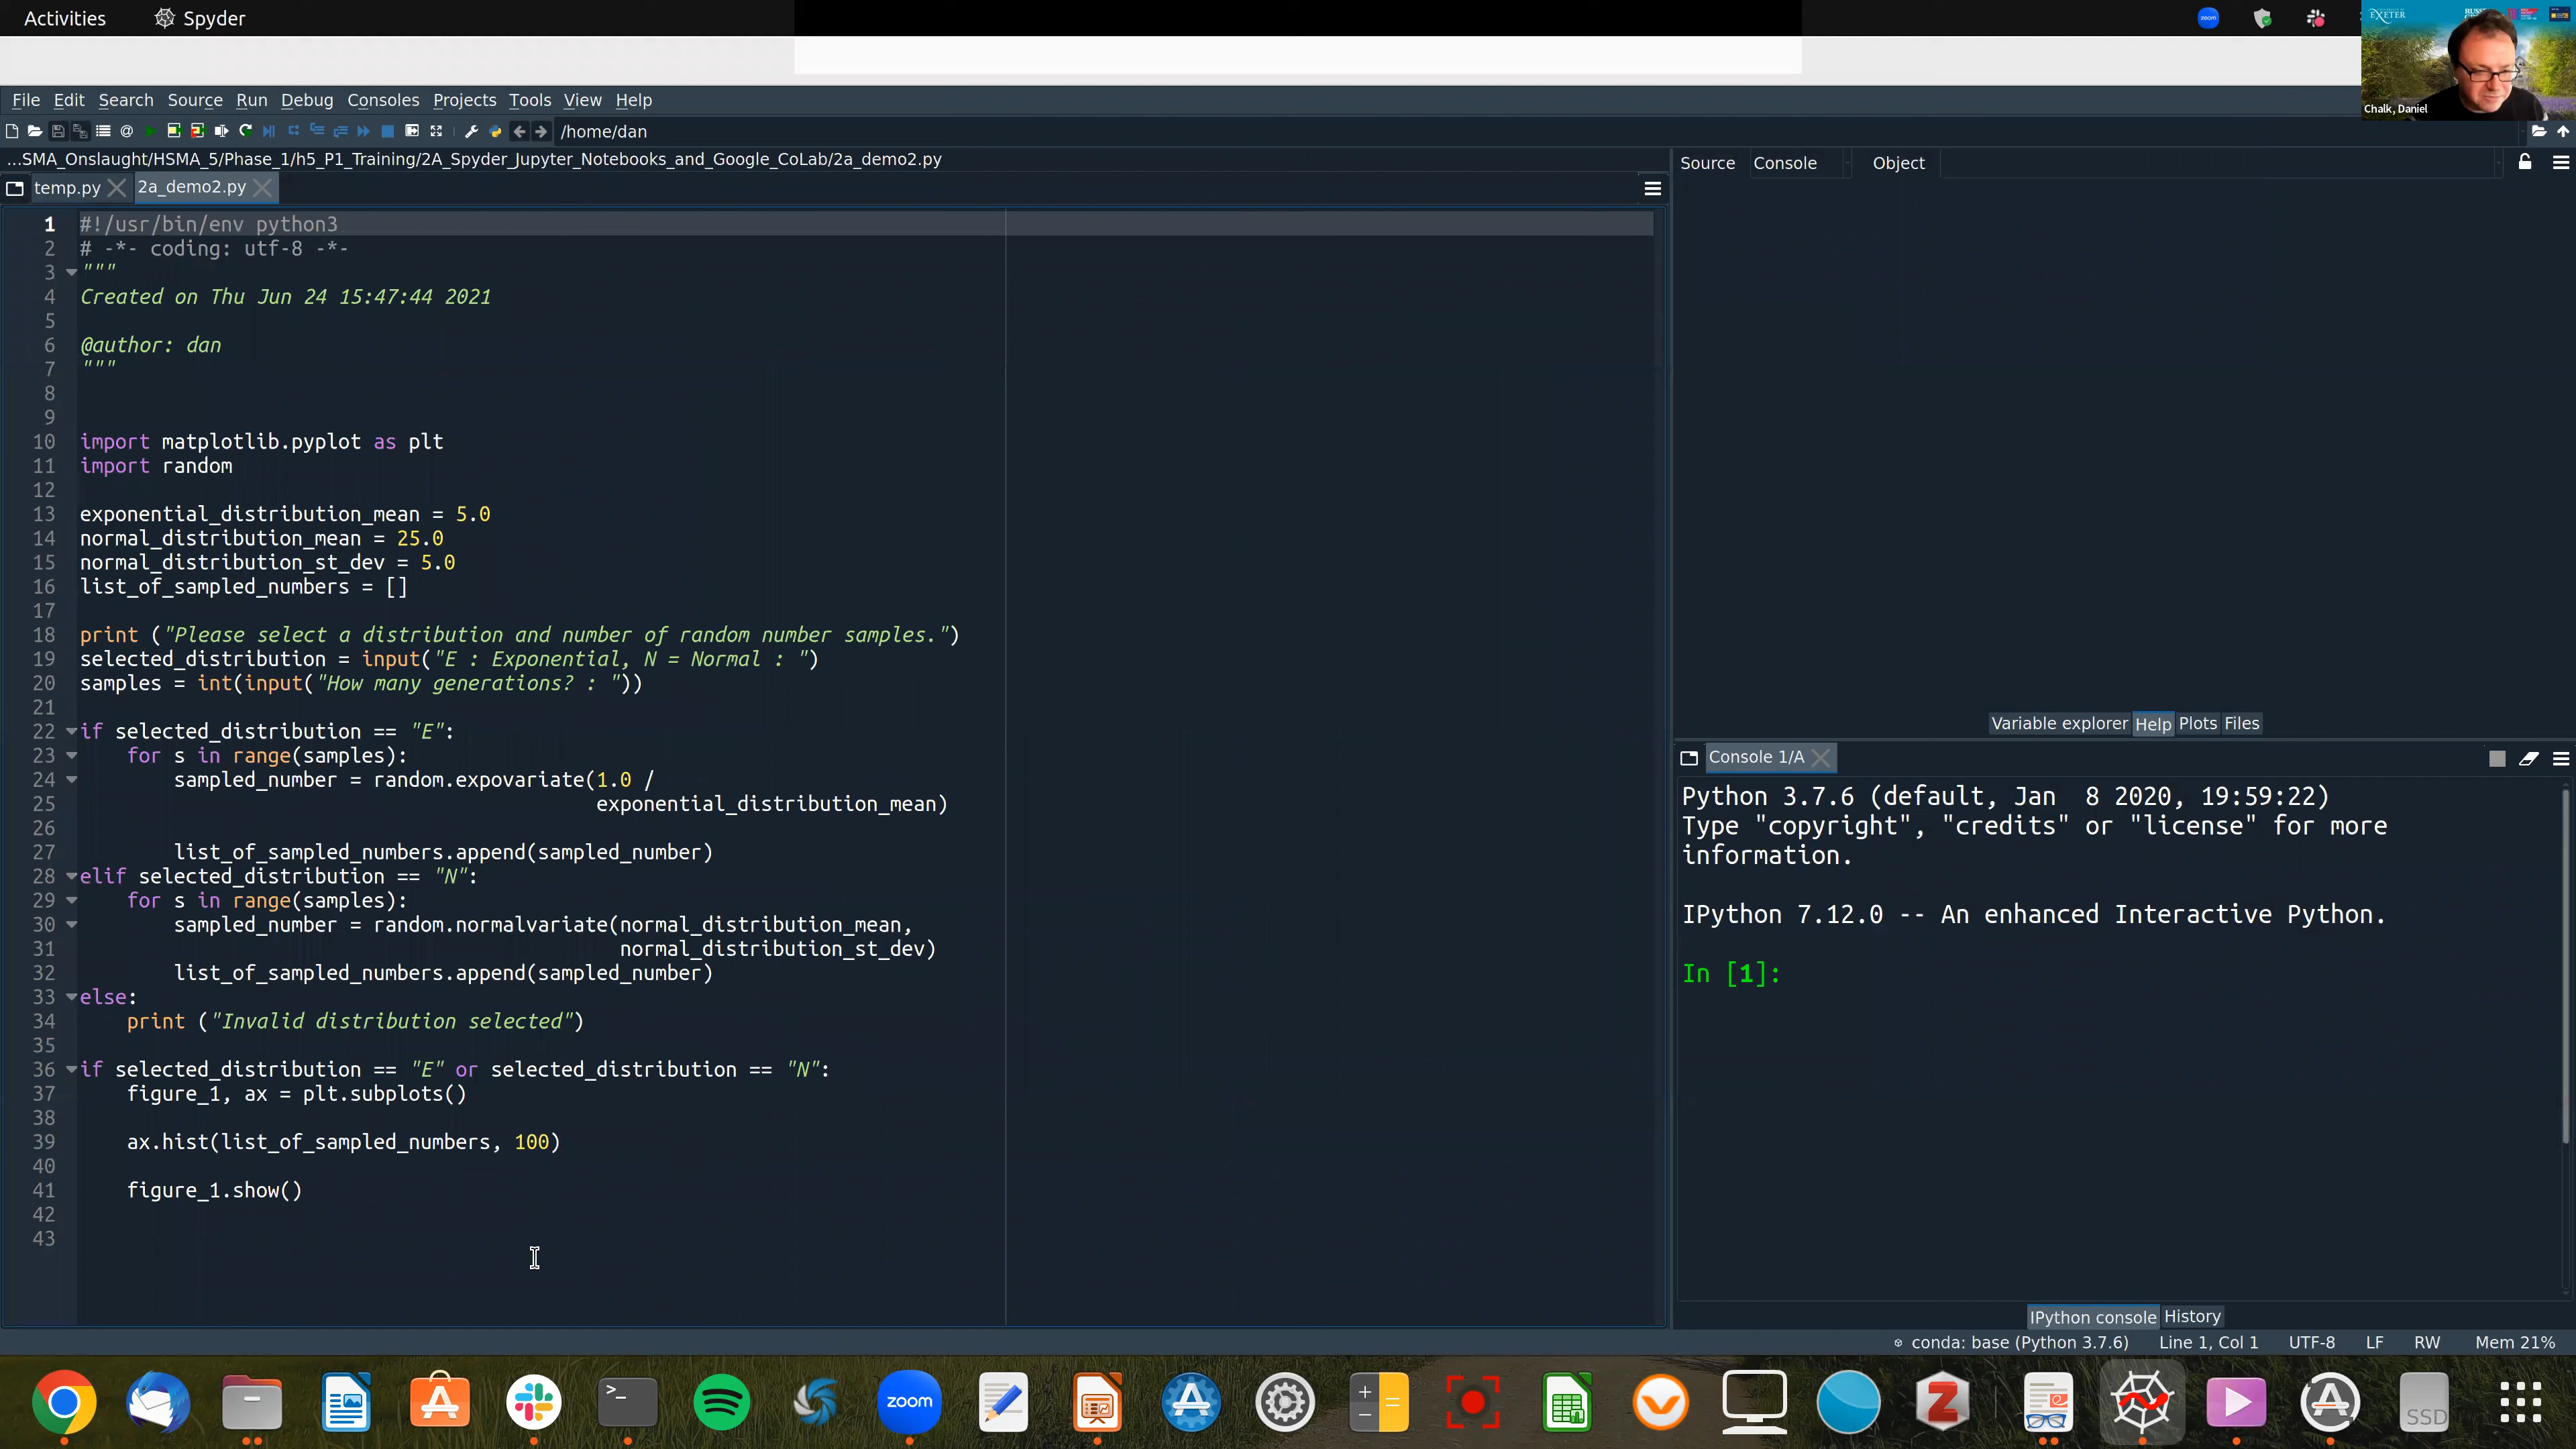 Activities
Spyder
zoom
EXETER
Chalk, Daniel
File Edit Search Source Run Debug Consoles Projects Tools View Help
/home/dan
...SMA_Onslaught/HSMA_5/Phase_1/h5_P1_Training/2A_Spyder_Jupyter_Notebooks_and_Google_CoLab/2a_demo2.py
temp.py
2a_demo2.py
1 #!/usr/bin/env python3
2 # -*- coding: utf-8 -*-
3 """
4 Created on Thu Jun 24 15:47:44 2021
5
6 @author: dan
7 """
8
9
10 import matplotlib.pyplot as plt
11 import random
12
13 exponential_distribution_mean = 5.0
14 normal_distribution_mean = 25.0
15 normal_distribution_st_dev = 5.0
16 list_of_sampled_numbers = []
17
18 print ("Please select a distribution and number of random number samples.")
19 selected_distribution = input("E : Exponential, N = Normal : ")
20 samples = int(input("How many generations? : "))
21
22 if selected_distribution == "E":
23     for s in range(samples):
24         sampled_number = random.expovariate(1.0 /
25                                             exponential_distribution_mean)
26
27         list_of_sampled_numbers.append(sampled_number)
28 elif selected_distribution == "N":
29     for s in range(samples):
30         sampled_number = random.normalvariate(normal_distribution_mean,
31                                               normal_distribution_st_dev)
32         list_of_sampled_numbers.append(sampled_number)
33 else:
34     print ("Invalid distribution selected")
35
36 if selected_distribution == "E" or selected_distribution == "N":
37     figure_1, ax = plt.subplots()
38
39     ax.hist(list_of_sampled_numbers, 100)
40
41     figure_1.show()
42
43
Source Console Object
Variable explorer Help Plots Files
Console 1/A
Python 3.7.6 (default, Jan  8 2020, 19:59:22)
Type "copyright", "credits" or "license" for more
information.
IPython 7.12.0 -- An enhanced Interactive Python.
In [1]:
IPython console History
conda: base (Python 3.7.6) Line 1, Col 1 UTF-8 LF RW Mem 21%
zoom
SSD